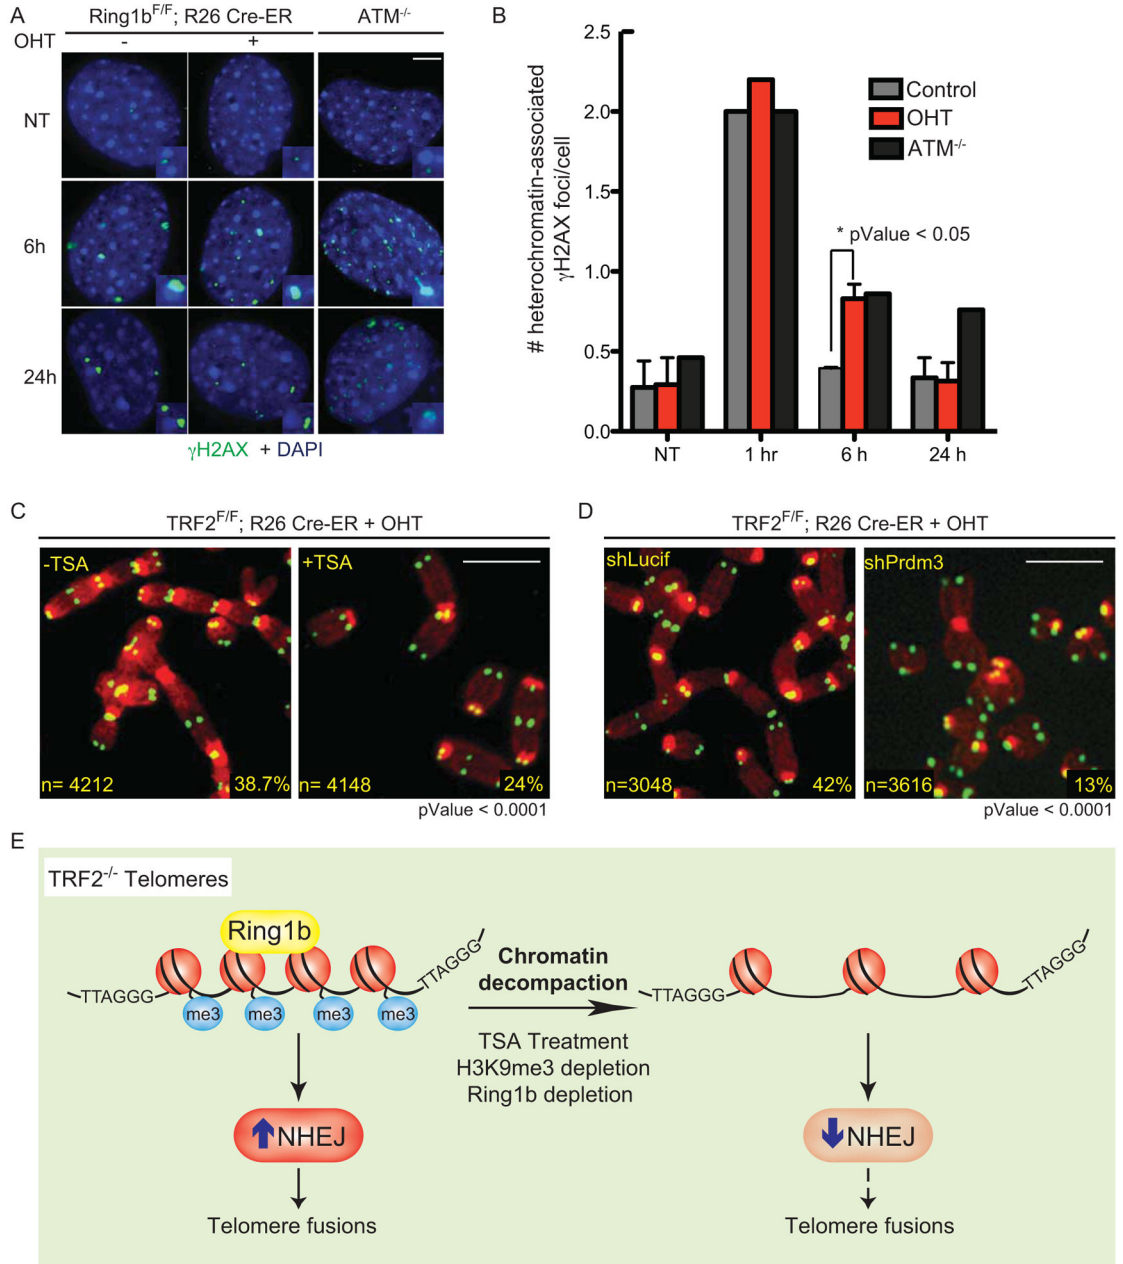 A
Ring1b^F/F; R26 Cre-ER
ATM^-/-
OHT
-
+
NT
6h
24h
γH2AX + DAPI
B
# heterochromatin-associated
γH2AX foci/cell
2.5
2.0
1.5
1.0
0.5
0.0
Control
OHT
ATM^-/-
* pValue < 0.05
NT
1 hr
6 h
24 h
C
TRF2^F/F; R26 Cre-ER + OHT
-TSA
n= 4212
38.7%
+TSA
n= 4148
24%
pValue < 0.0001
D
TRF2^F/F; R26 Cre-ER + OHT
shLucif
n=3048
42%
shPrdm3
n=3616
13%
pValue < 0.0001
E
TRF2^-/- Telomeres
Ring1b
TTAGGG
TTAGGG
me3
me3
me3
me3
Chromatin
decompaction
TSA Treatment
H3K9me3 depletion
Ring1b depletion
TTAGGG
TTAGGG
NHEJ
NHEJ
Telomere fusions
Telomere fusions